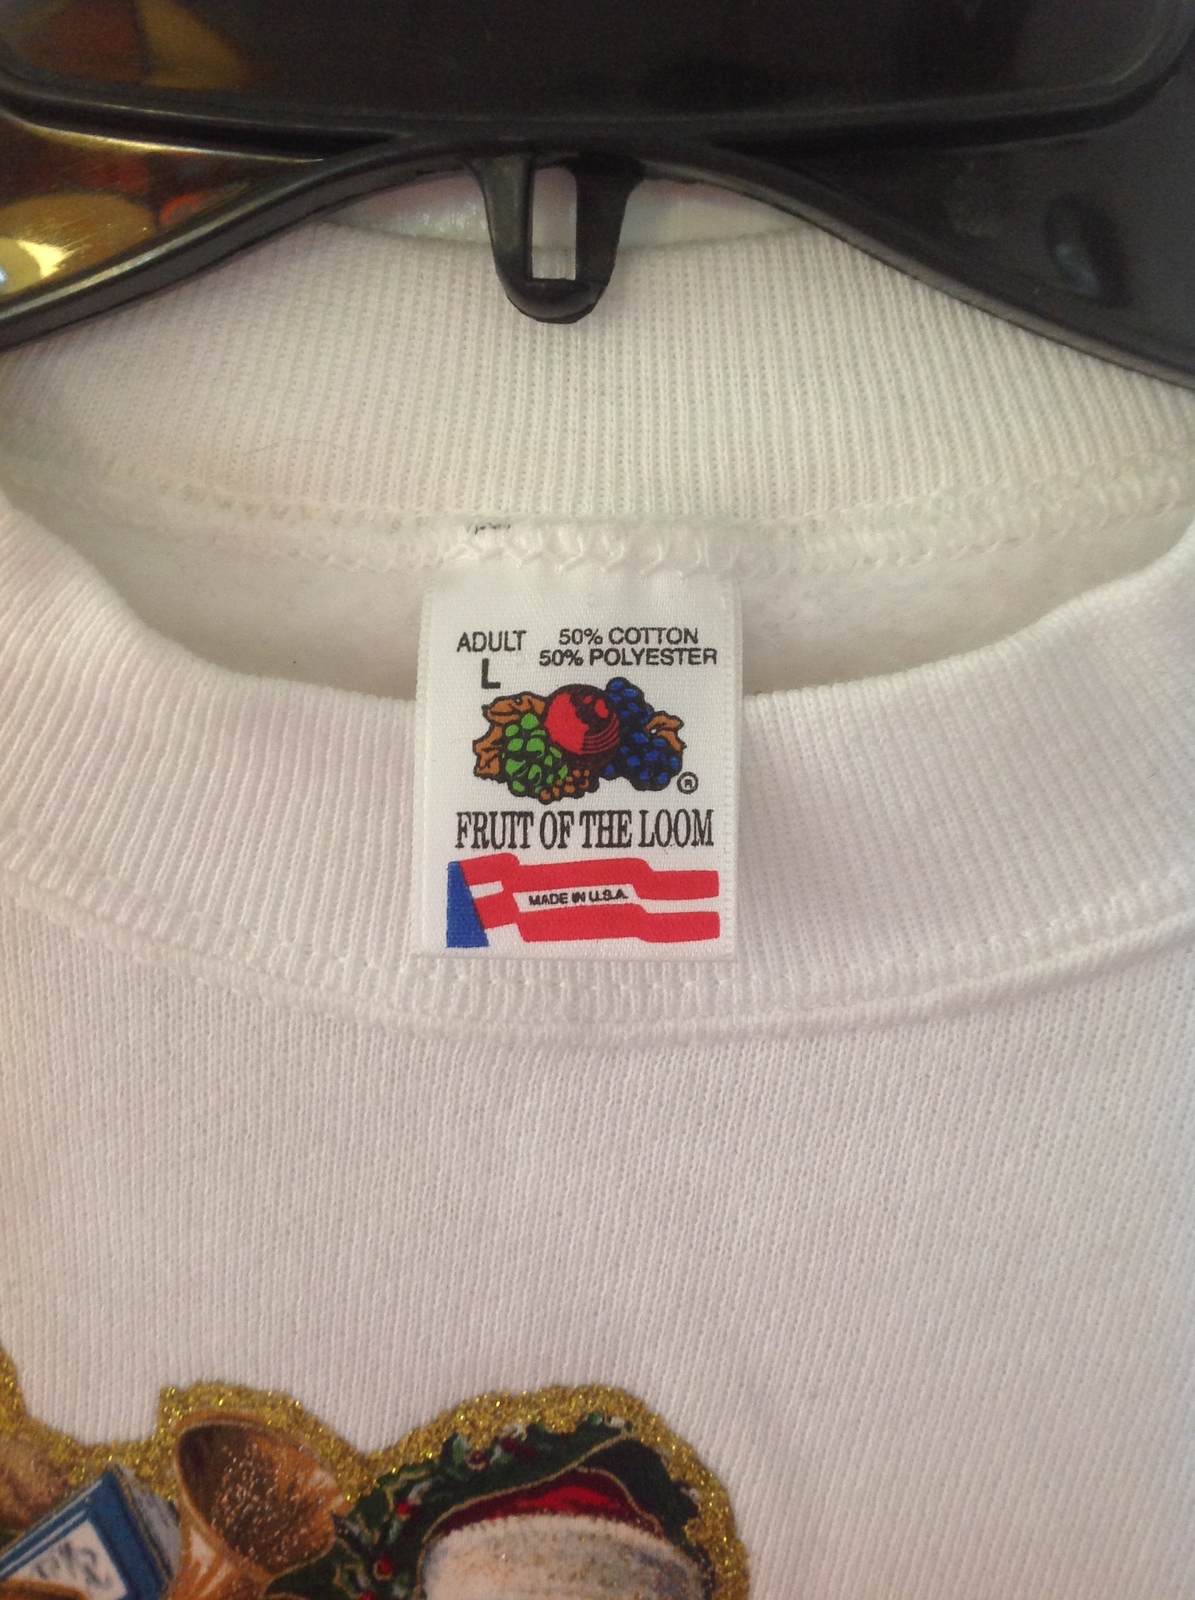 ADULT
L
50% COTTON
50% POLYESTER
®
FRUIT OF THE LOOM
MADE IN U.S.A.